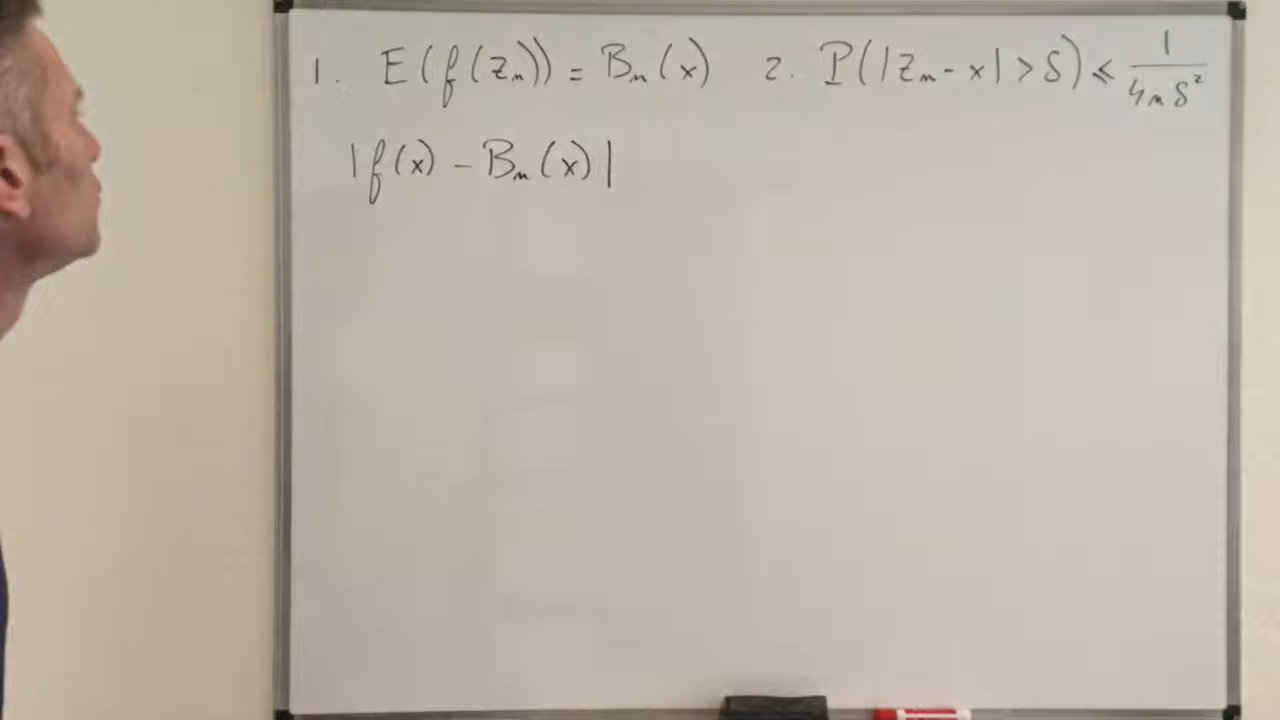 1. E(f(Zₙ)) = Bₙ(x) 2. P(|Zₙ - x| > δ) ≤ 1/(4nδ²)
|f(x) - Bₙ(x)|